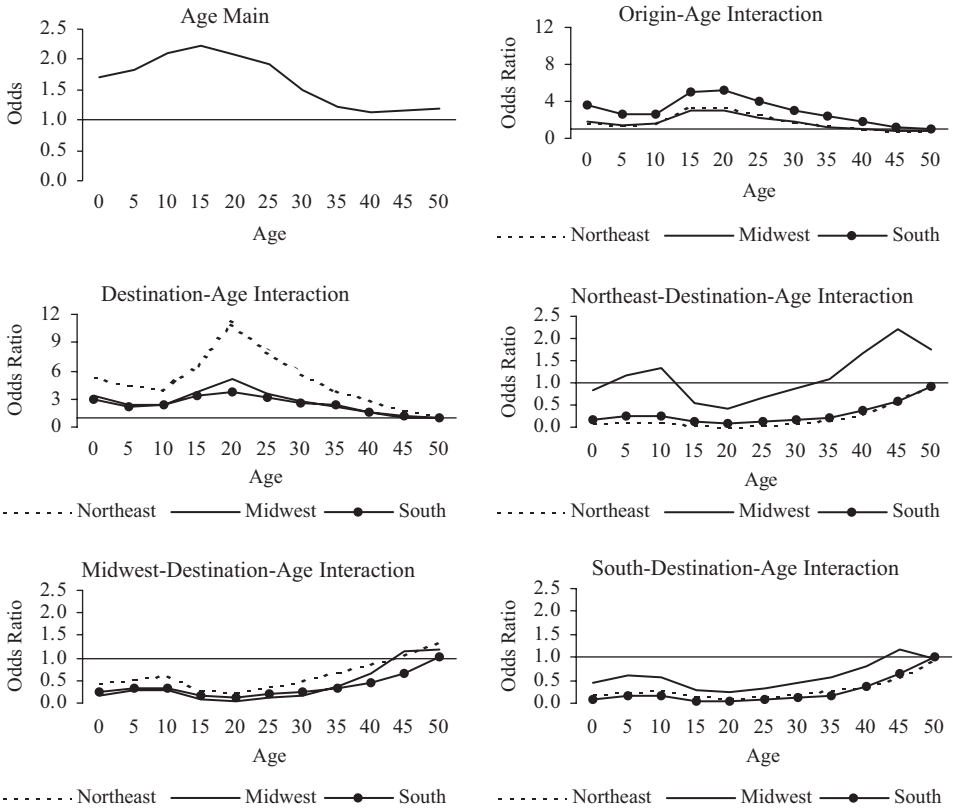 Age Main
Odds
2.5
2.0
1.5
1.0
0.5
0.0
0 5 10 15 20 25 30 35 40 45 50
Age
Origin-Age Interaction
Odds Ratio
12
8
4
0
0 5 10 15 20 25 30 35 40 45 50
Age
Northeast Midwest South
Destination-Age Interaction
Odds Ratio
12
9
6
3
0
0 5 10 15 20 25 30 35 40 45 50
Age
Northeast Midwest South
Northeast-Destination-Age Interaction
Odds Ratio
2.5
2.0
1.5
1.0
0.5
0.0
0 5 10 15 20 25 30 35 40 45 50
Age
Northeast Midwest South
Midwest-Destination-Age Interaction
Odds Ratio
2.5
2.0
1.5
1.0
0.5
0.0
0 5 10 15 20 25 30 35 40 45 50
Age
Northeast Midwest South
South-Destination-Age Interaction
Odds Ratio
2.5
2.0
1.5
1.0
0.5
0.0
0 5 10 15 20 25 30 35 40 45 50
Age
Northeast Midwest South